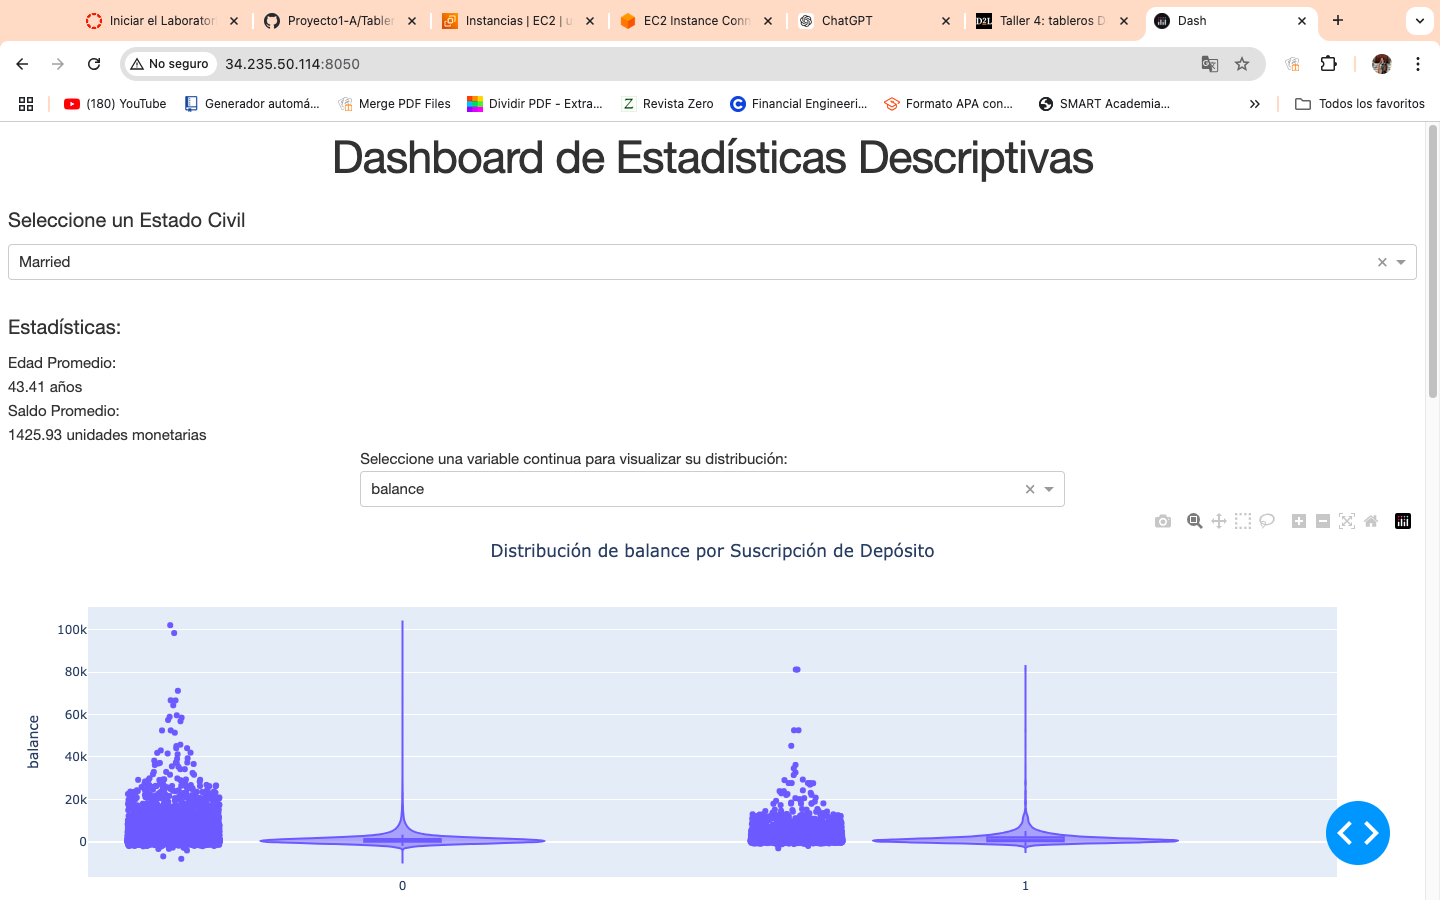 Iniciar el Laborator
Proyecto1-A/Tabler
Instancias | EC2 | u
EC2 Instance Conn
ChatGPT
D2L
Taller 4: tableros D
Dash
No seguro
34.235.50.114:8050
(180) YouTube
Generador automá...
Merge PDF Files
Dividir PDF - Extra...
Z Revista Zero
Financial Engineeri...
Formato APA con...
SMART Academia...
Todos los favoritos
Dashboard de Estadísticas Descriptivas
Seleccione un Estado Civil
Married
Estadísticas:
Edad Promedio:
43.41 años
Saldo Promedio:
1425.93 unidades monetarias
Seleccione una variable continua para visualizar su distribución:
balance
Distribución de balance por Suscripción de Depósito
balance
100k
80k
60k
40k
20k
0
0
1